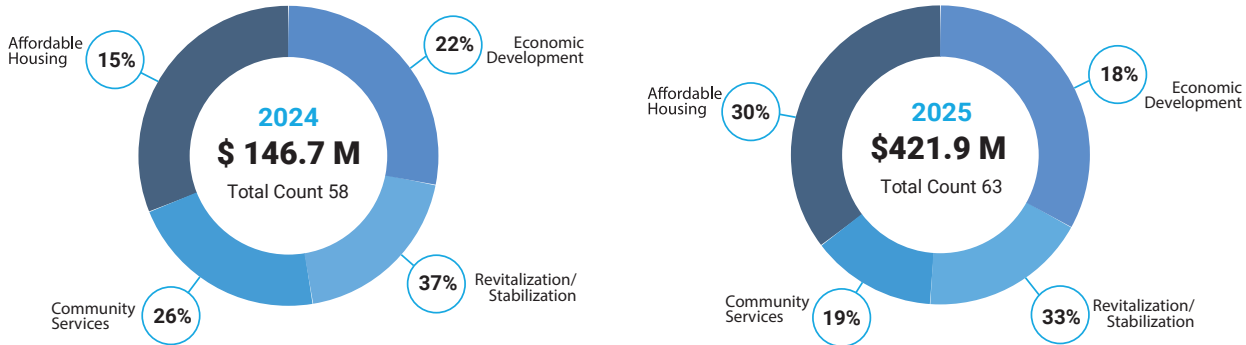 Affordable
Housing
15%
22%
Economic
Development
2024
$ 146.7 M
Total Count 58
37%
Revitalization/
Stabilization
Community
Services
26%
Affordable
Housing
30%
18%
Economic
Development
2025
$421.9 M
Total Count 63
Community
Services
19%
33%
Revitalization/
Stabilization